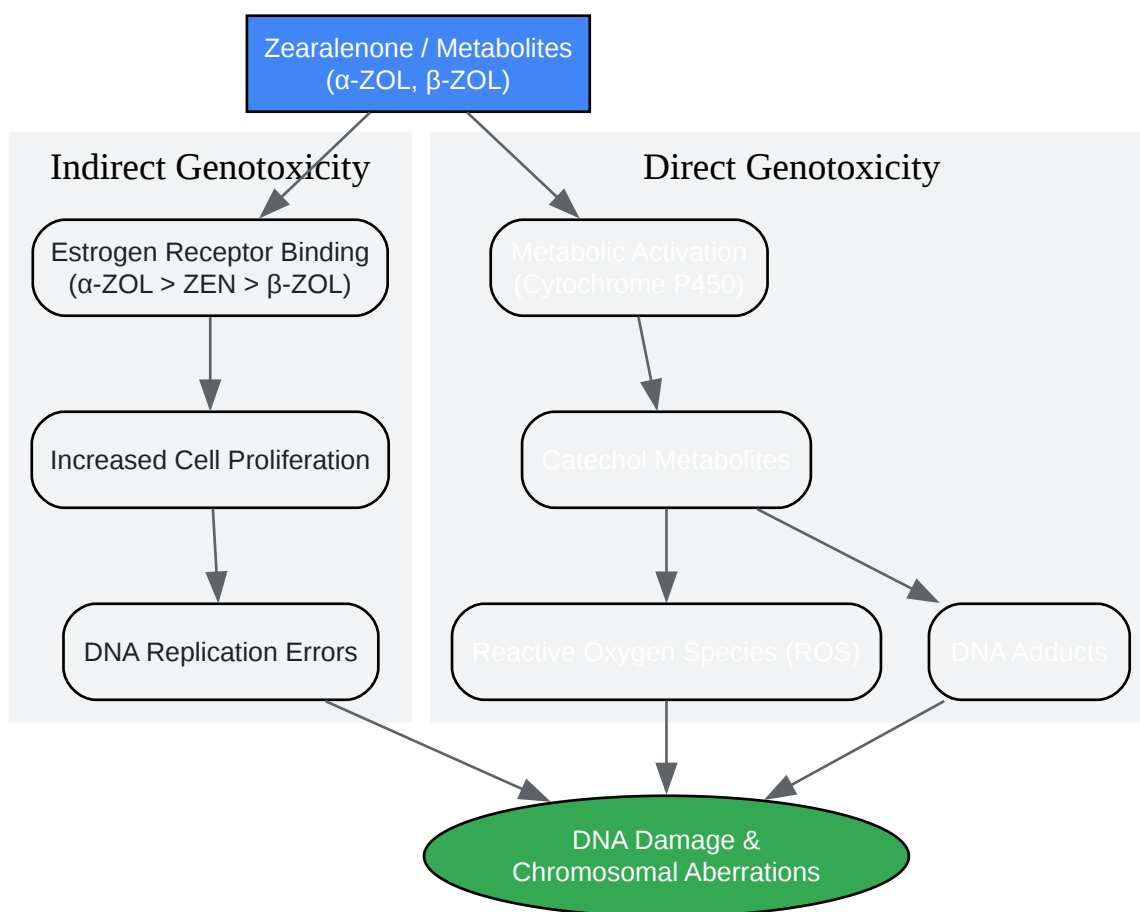 Zearalenone / Metabolites
(α-ZOL, β-ZOL)
Indirect Genotoxicity
Estrogen Receptor Binding
(α-ZOL > ZEN > β-ZOL)
Increased Cell Proliferation
DNA Replication Errors
Direct Genotoxicity
Metabolic Activation
(Cytochrome P450)
Catechol Metabolites
Reactive Oxygen Species (ROS)
DNA Adducts
DNA Damage &
Chromosomal Aberrations